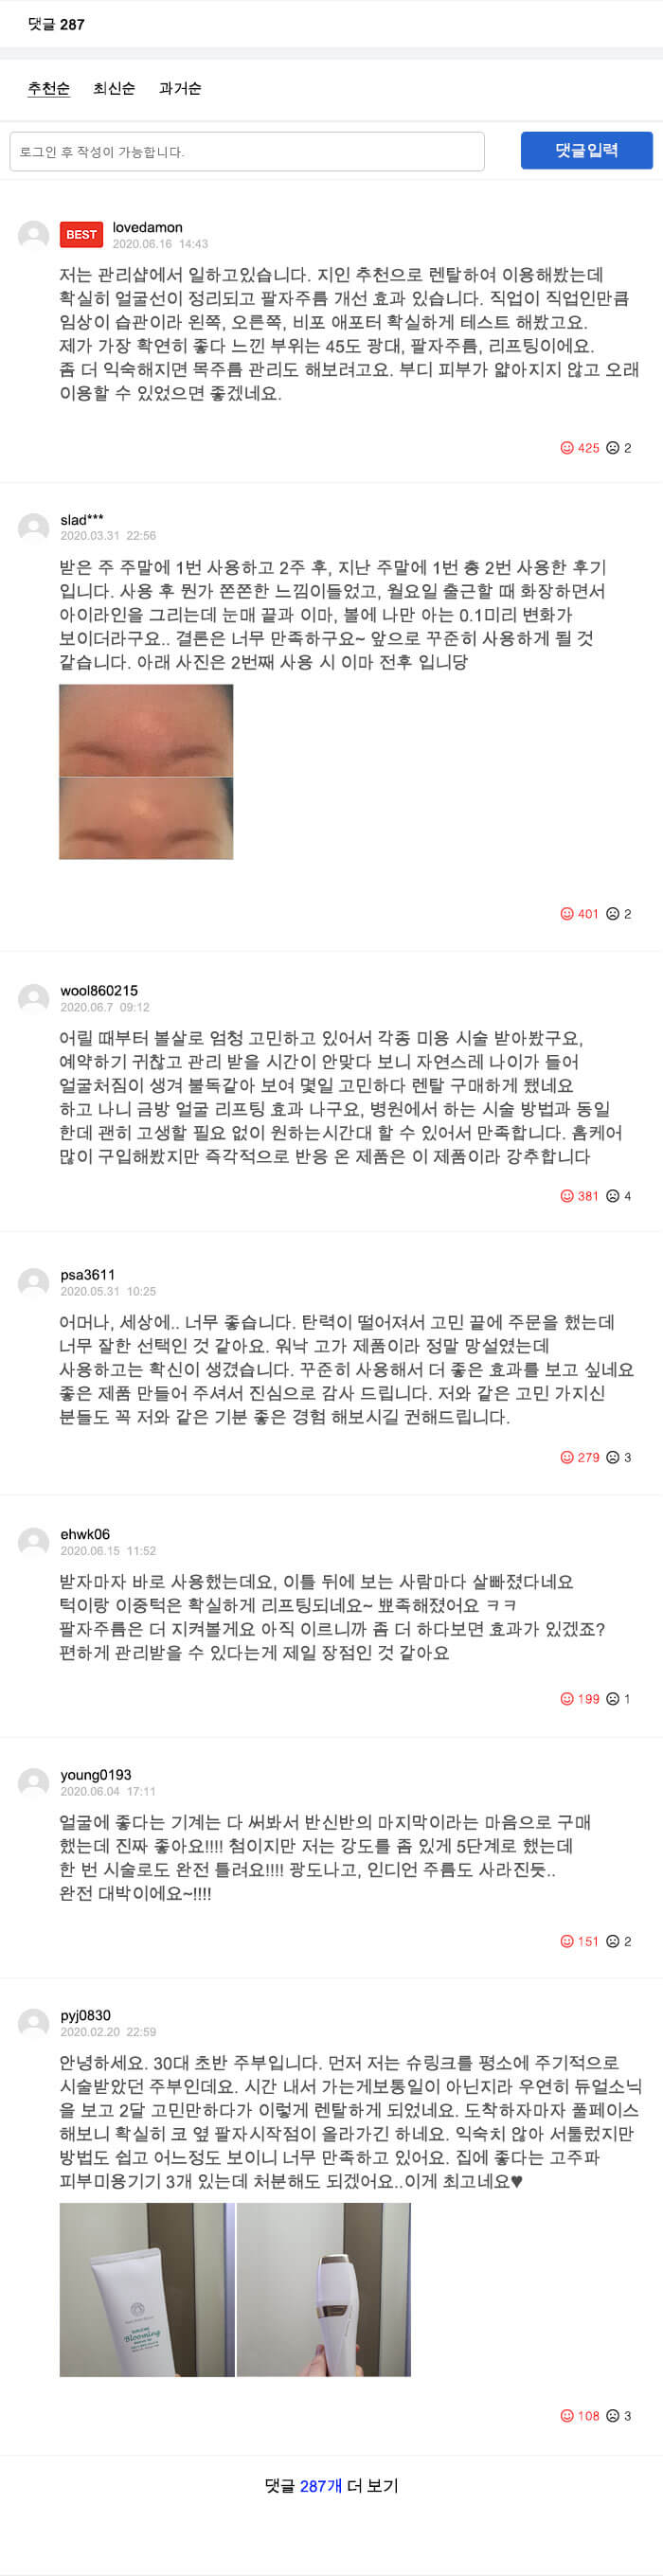 댓글 287
추천순 최신순 과거순
로그인 후 작성이 가능합니다.
댓글입력
BEST lovedamon
2020.06.16 14:43
저는 관리샵에서 일하고있습니다. 지인 추천으로 렌탈하여 이용해봤는데
확실히 얼굴선이 정리되고 팔자주름 개선 효과 있습니다. 직업이 직업인만큼
임상이 습관이라 왼쪽, 오른쪽, 비포 애포터 확실하게 테스트 해봤고요.
제가 가장 확연히 좋다 느낀 부위는 45도 광대, 팔자주름, 리프팅이에요.
좀 더 익숙해지면 목주름 관리도 해보려고요. 부디 피부가 얇아지지 않고 오래
이용할 수 있었으면 좋겠네요.
425 2
slad***
2020.03.31 22:56
받은 주 주말에 1번 사용하고 2주 후, 지난 주말에 1번 총 2번 사용한 후기
입니다. 사용 후 뭔가 쫀쫀한 느낌이들었고, 월요일 출근할 때 화장하면서
아이라인을 그리는데 눈매 끝과 이마, 볼에 나만 아는 0.1미리 변화가
보이더라구요.. 결론은 너무 만족하구요~ 앞으로 꾸준히 사용하게 될 것
같습니다. 아래 사진은 2번째 사용 시 이마 전후 입니당
401 2
wool860215
2020.06.7 09:12
어릴 때부터 볼살로 엄청 고민하고 있어서 각종 미용 시술 받아봤구요,
예약하기 귀찮고 관리 받을 시간이 안맞다 보니 자연스레 나이가 들어
얼굴처짐이 생겨 불독같아 보여 몇일 고민하다 렌탈 구매하게 됐네요
하고 나니 금방 얼굴 리프팅 효과 나구요, 병원에서 하는 시술 방법과 동일
한데 괜히 고생할 필요 없이 원하는시간대 할 수 있어서 만족합니다. 홈케어
많이 구입해봤지만 즉각적으로 반응 온 제품은 이 제품이라 강추합니다
381 4
psa3611
2020.05.31 10:25
어머나, 세상에.. 너무 좋습니다. 탄력이 떨어져서 고민 끝에 주문을 했는데
너무 잘한 선택인 것 같아요. 워낙 고가 제품이라 정말 망설였는데
사용하고는 확신이 생겼습니다. 꾸준히 사용해서 더 좋은 효과를 보고 싶네요
좋은 제품 만들어 주셔서 진심으로 감사 드립니다. 저와 같은 고민 가지신
분들도 꼭 저와 같은 기분 좋은 경험 해보시길 권해드립니다.
279 3
ehwk06
2020.06.15 11:52
받자마자 바로 사용했는데요, 이틀 뒤에 보는 사람마다 살빠졌다네요
턱이랑 이중턱은 확실하게 리프팅되네요~ 뾰족해졌어요 ㅋㅋ
팔자주름은 더 지켜볼게요 아직 이르니까 좀 더 하다보면 효과가 있겠죠?
편하게 관리받을 수 있다는게 제일 장점인 것 같아요
199 1
young0193
2020.06.04 17:11
얼굴에 좋다는 기계는 다 써봐서 반신반의 마지막이라는 마음으로 구매
했는데 진짜 좋아요!!!! 첨이지만 저는 강도를 좀 있게 5단계로 했는데
한 번 시술로도 완전 틀려요!!!! 광도나고, 인디언 주름도 사라진듯..
완전 대박이에요~!!!!
151 2
pyj0830
2020.02.20 22:59
안녕하세요. 30대 초반 주부입니다. 먼저 저는 슈링크를 평소에 주기적으로
시술받았던 주부인데요. 시간 내서 가는게보통일이 아닌지라 우연히 듀얼소닉
을 보고 2달 고민만하다가 이렇게 렌탈하게 되었네요. 도착하자마자 풀페이스
해보니 확실히 코 옆 팔자시작점이 올라가긴 하네요. 익숙치 않아 서툴렀지만
방법도 쉽고 어느정도 보이니 너무 만족하고 있어요. 집에 좋다는 고주파
피부미용기기 3개 있는데 처분해도 되겠어요..이게 최고네요♥
Blooming
108 3
댓글 287개 더 보기